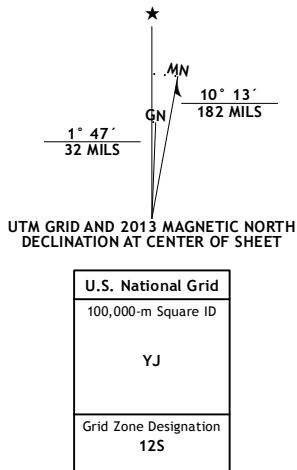 ★
MN
GN
10° 13´
182 MILS
1° 47´
32 MILS
UTM GRID AND 2013 MAGNETIC NORTH
DECLINATION AT CENTER OF SHEET
U.S. National Grid
100,000-m Square ID
YJ
Grid Zone Designation
12S